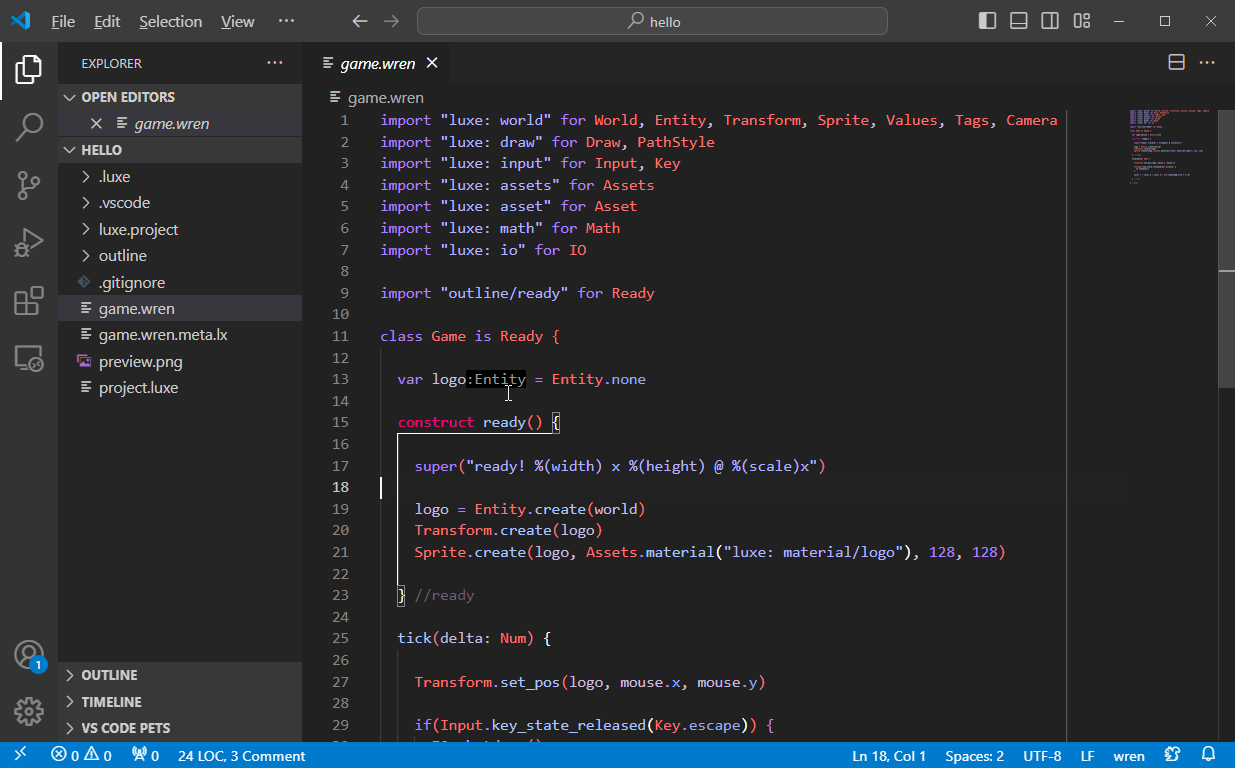 File Edit Selection View ··· hello
EXPLORER ···
OPEN EDITORS
game.wren
HELLO
.luxe
.vscode
luxe.project
outline
.gitignore
game.wren
game.wren.meta.lx
preview.png
project.luxe
OUTLINE
TIMELINE
VS CODE PETS
1
game.wren
game.wren
1 import "luxe: world" for World, Entity, Transform, Sprite, Values, Tags, Camera
2 import "luxe: draw" for Draw, PathStyle
3 import "luxe: input" for Input, Key
4 import "luxe: assets" for Assets
5 import "luxe: asset" for Asset
6 import "luxe: math" for Math
7 import "luxe: io" for IO
8
9 import "outline/ready" for Ready
10
11 class Game is Ready {
12
13 var logo:Entity = Entity.none
14
15 construct ready() {
16
17 super("ready! %(width) x %(height) @ %(scale)x")
18
19 logo = Entity.create(world)
20 Transform.create(logo)
21 Sprite.create(logo, Assets.material("luxe: material/logo"), 128, 128)
22
23 } //ready
24
25 tick(delta: Num) {
26
27 Transform.set_pos(logo, mouse.x, mouse.y)
28
29 if(Input.key_state_released(Key.escape)) {
0 0 0 24 LOC, 3 Comment Ln 18, Col 1 Spaces: 2 UTF-8 LF wren